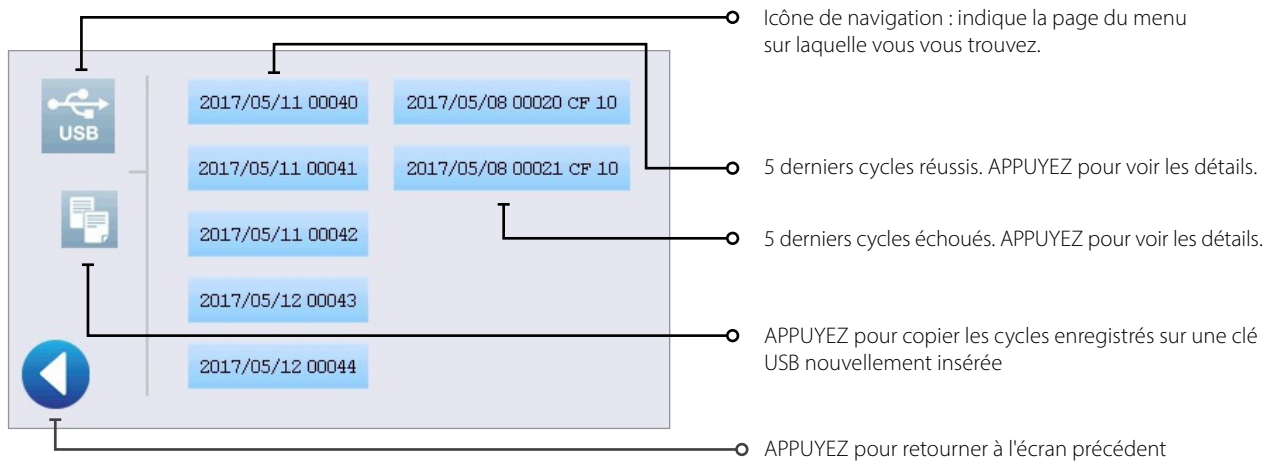 Icône de navigation : indique la page du menu
sur laquelle vous vous trouvez.
USB
2017/05/11 00040
2017/05/08 00020 CF 10
2017/05/11 00041
2017/05/08 00021 CF 10
5 derniers cycles réussis. APPUYEZ pour voir les détails.
2017/05/11 00042
5 derniers cycles échoués. APPUYEZ pour voir les détails.
2017/05/12 00043
APPUYEZ pour copier les cycles enregistrés sur une clé
USB nouvellement insérée
2017/05/12 00044
APPUYEZ pour retourner à l'écran précédent